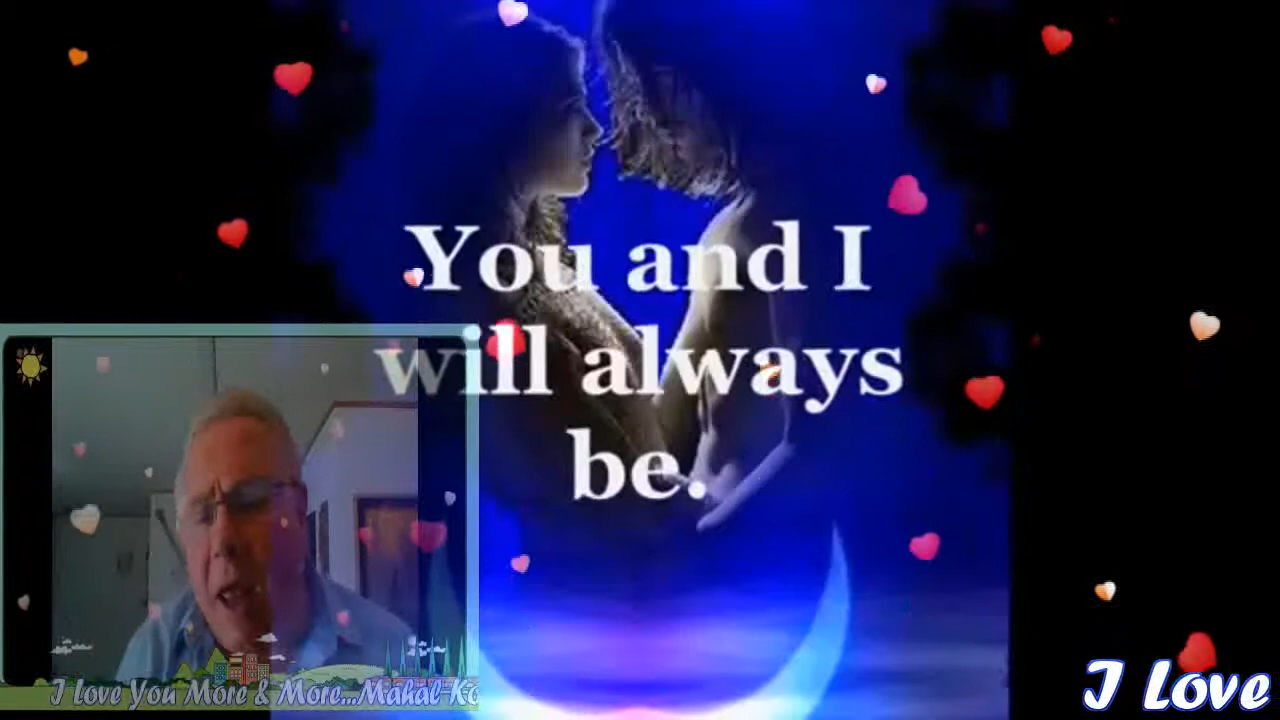 You and I
will always
be.
I Love You More & More...Mahal Ko
I Love